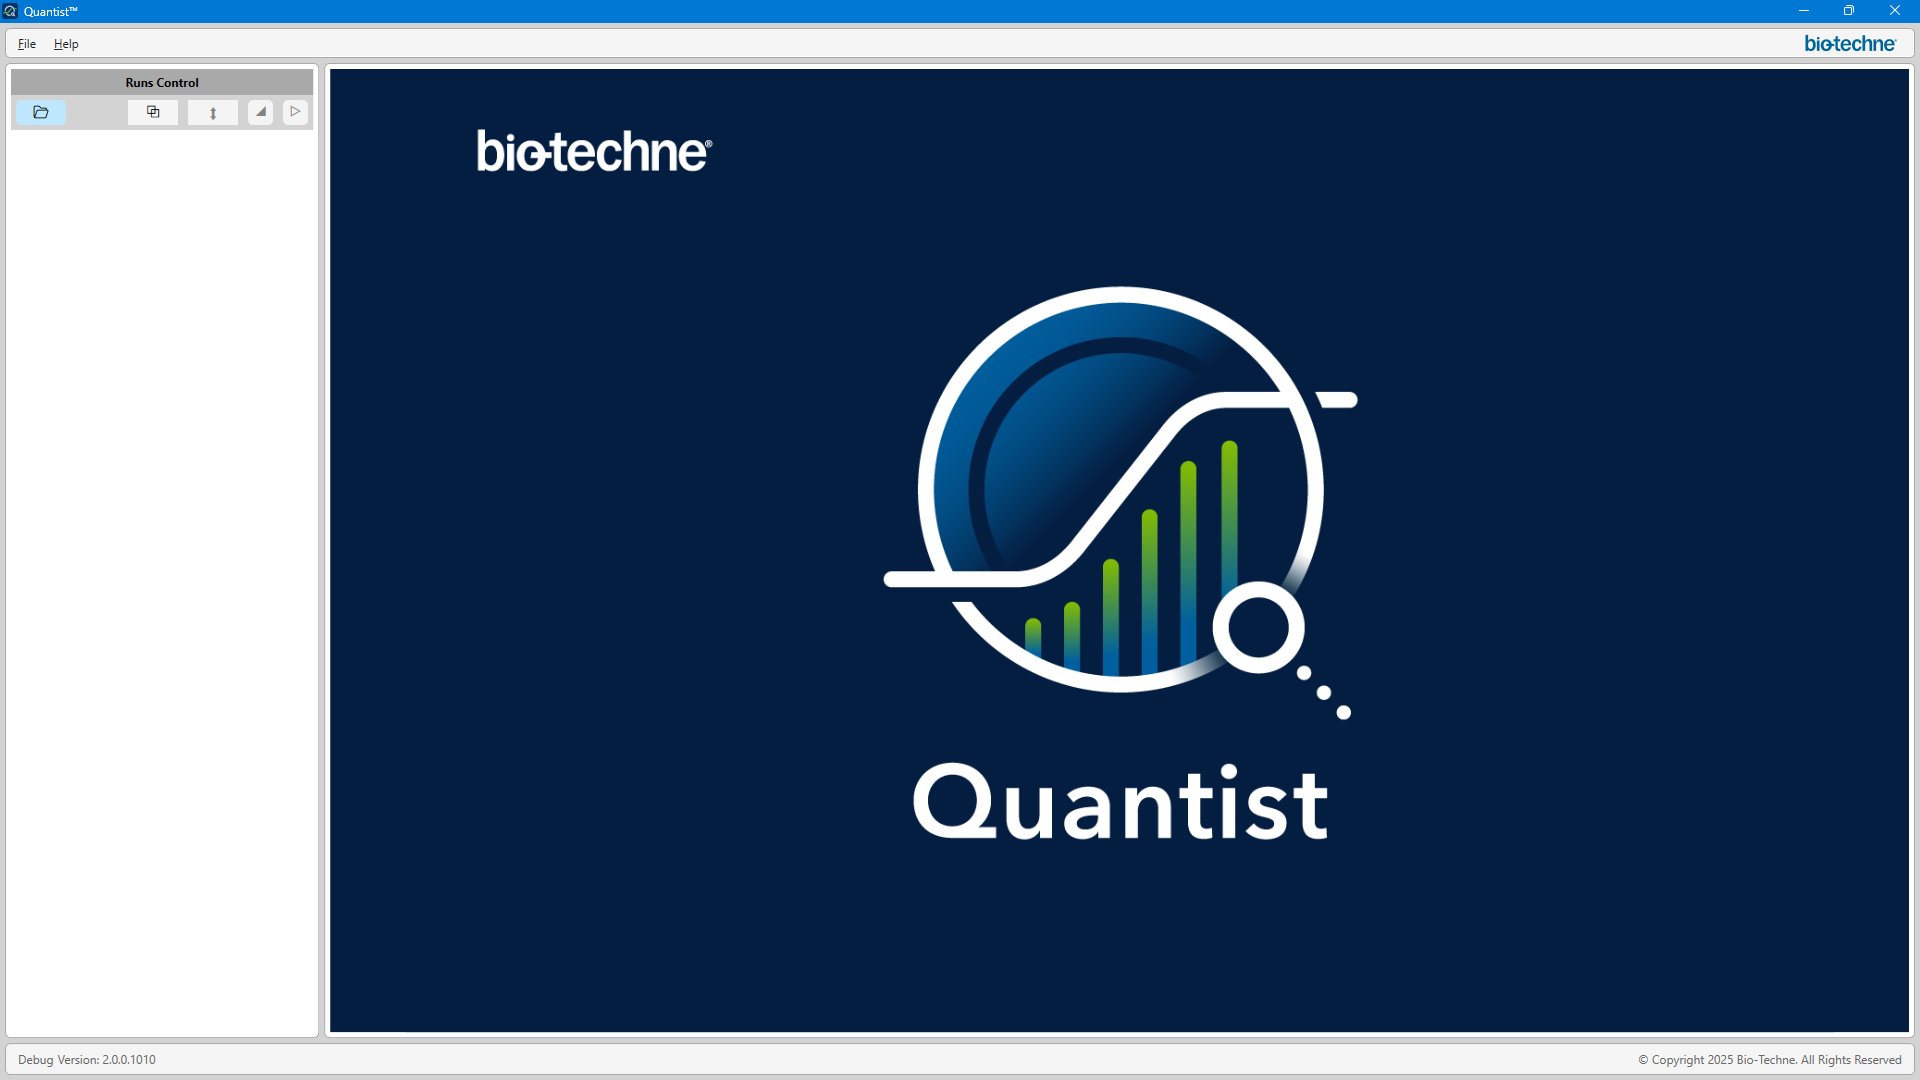 Quantist™
File Help
bio-techne
Runs Control
bio-techne®
Quantist
Debug Version: 2.0.0.1010
© Copyright 2025 Bio-Techne. All Rights Reserved